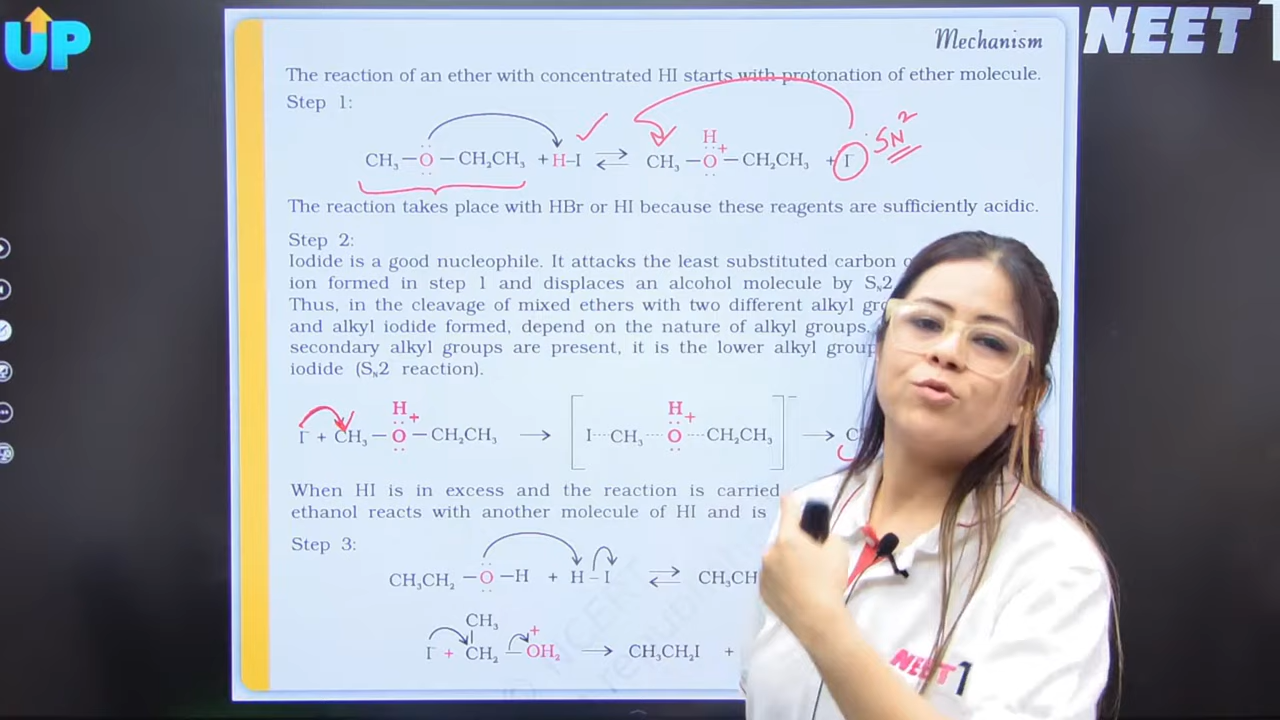 UP
NEET 1
Mechanism
The reaction of an ether with concentrated HI starts with protonation of ether molecule.
Step 1:
CH₃—O—CH₂CH₃ + H–I ⇌ CH₃—O⁺(H)—CH₂CH₃ + I⁻ SN²
The reaction takes place with HBr or HI because these reagents are sufficiently acidic.
Step 2:
Iodide is a good nucleophile. It attacks the least substituted carbon
ion formed in step 1 and displaces an alcohol molecule by Sₙ2
Thus, in the cleavage of mixed ethers with two different alkyl
and alkyl iodide formed, depend on the nature of alkyl groups.
secondary alkyl groups are present, it is the lower alkyl group
iodide (Sₙ2 reaction).
I⁻ + CH₃—O⁺(H)—CH₂CH₃ → [I---CH₃---O⁺(H)---CH₂CH₃]⁻ →
When HI is in excess and the reaction is carried
ethanol reacts with another molecule of HI and is
Step 3:
CH₃CH₂—O—H + H–I ⇌ CH₃CH
CH₃
I⁻ + CH₂—O⁺H₂ → CH₃CH₂I +
NEET 1